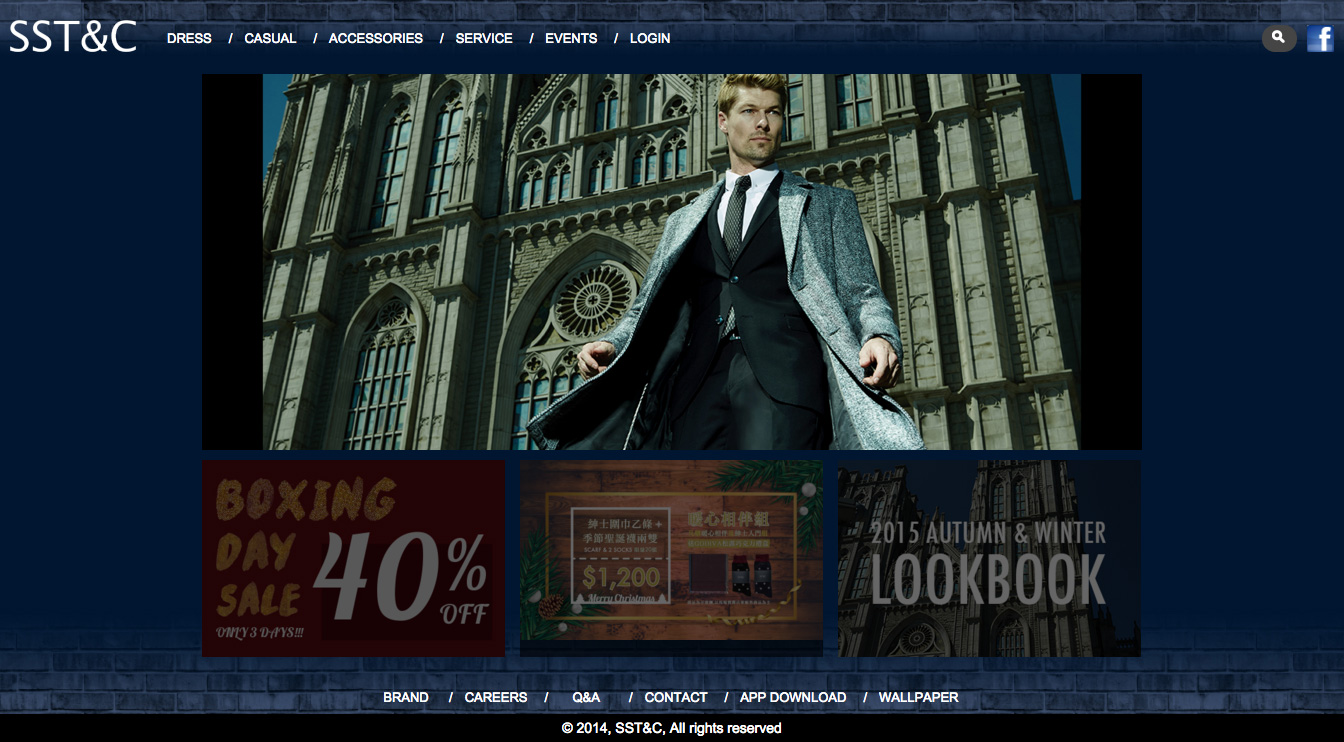 SST&C
DRESS / CASUAL / ACCESSORIES / SERVICE / EVENTS / LOGIN
f
BOXING
DAY
SALE
40%
OFF
ONLY 3 DAYS!!!
紳士圍巾乙條 +
季節聖誕襪兩雙
SCARF & 2 SOCKS
$1,200
Merry Christmas
暖心相伴組
2015 AUTUMN & WINTER
LOOKBOOK
BRAND / CAREERS / Q&A / CONTACT / APP DOWNLOAD / WALLPAPER
© 2014, SST&C, All rights reserved